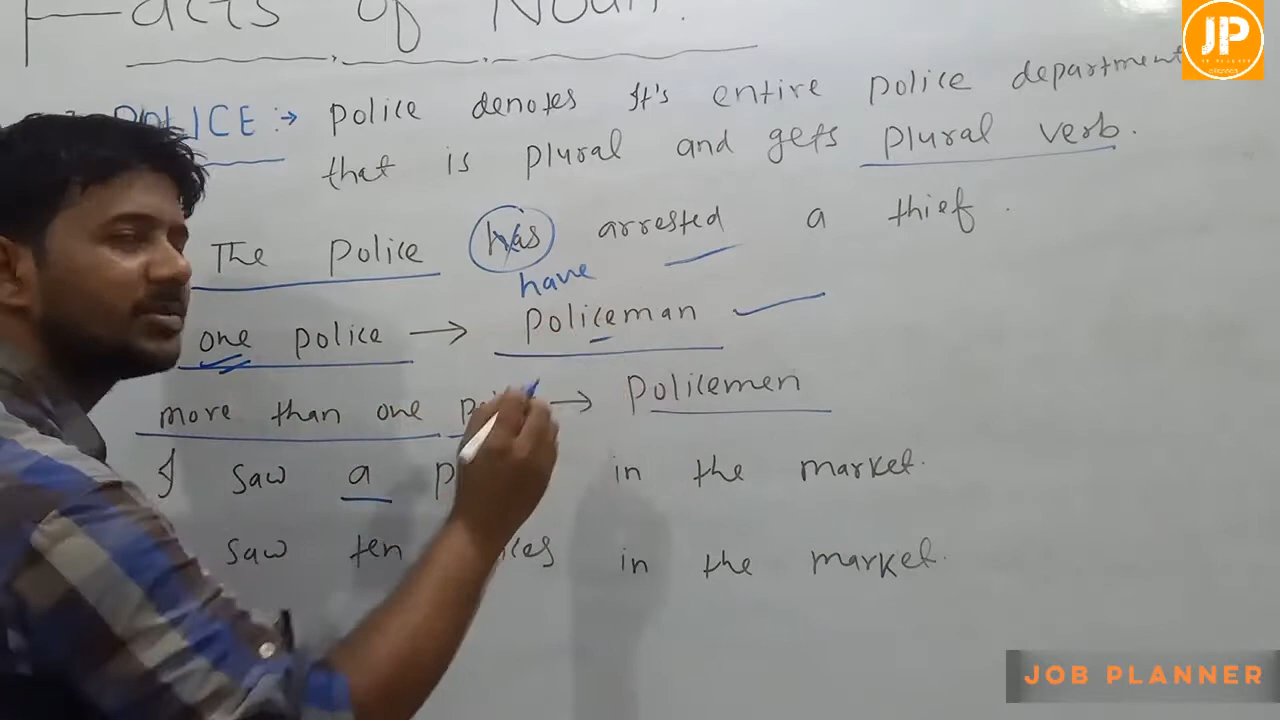 Facts of Noun.
JP
POLICE :→ police denotes It's entire police department
that is plural and gets plural verb.
The police has arrested a thief.
have
one police → policeman
more than one → policemen
I saw a in the market.
saw ten in the market.
JOB PLANNER